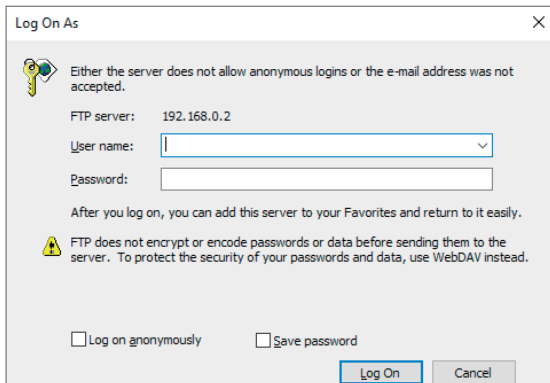 Log On As
Either the server does not allow anonymous logins or the e-mail address was not
accepted.
FTP server: 192.168.0.2
User name:
Password:
After you log on, you can add this server to your Favorites and return to it easily.
FTP does not encrypt or encode passwords or data before sending them to the
server. To protect the security of your passwords and data, use WebDAV instead.
Log on anonymously Save password
Log On Cancel